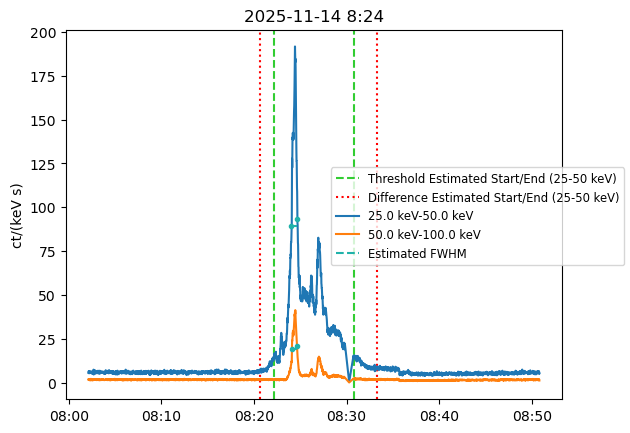 2025-11-14 8:24
200
175
150
125
100
75
50
25
0
ct/(keV s)
Threshold Estimated Start/End (25-50 keV)
Difference Estimated Start/End (25-50 keV)
25.0 keV-50.0 keV
50.0 keV-100.0 keV
Estimated FWHM
08:00 08:10 08:20 08:30 08:40 08:50